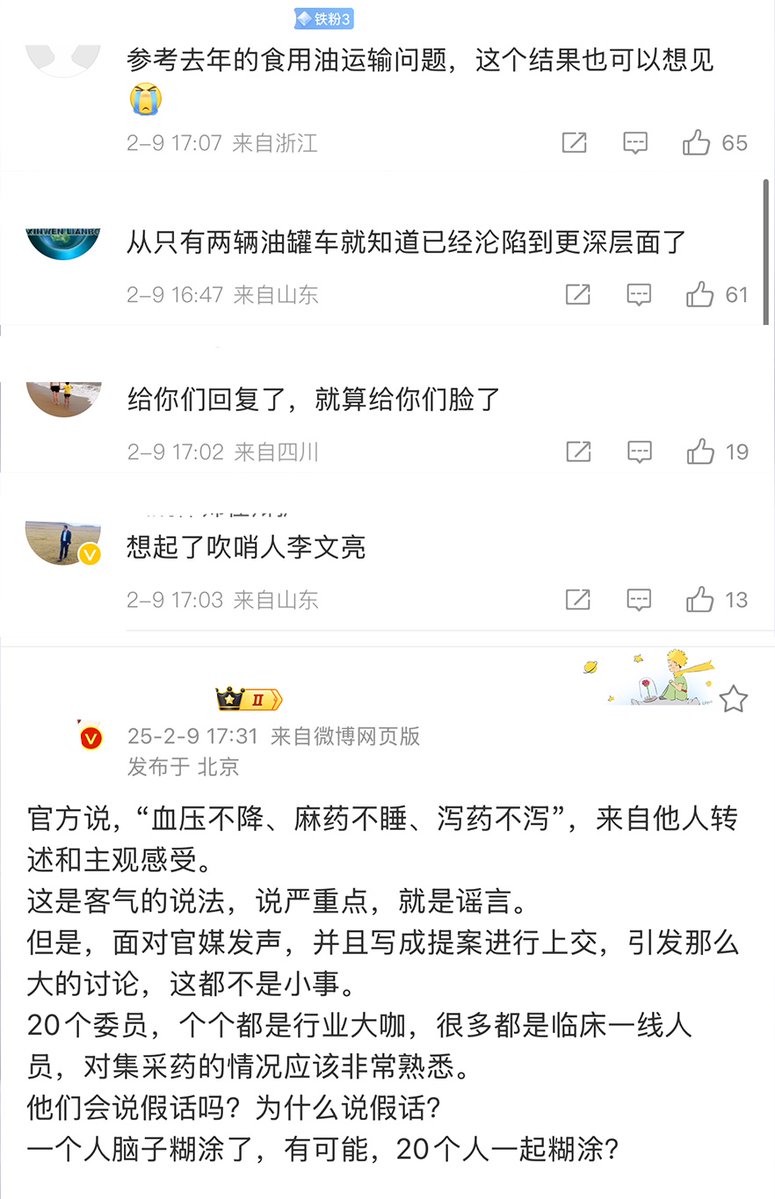 铁粉3
参考去年的食用油运输问题，这个结果也可以想见
2-9 17:07 来自浙江
65
XINWEN LIANBO
从只有两辆油罐车就知道已经沦陷到更深层面了
2-9 16:47 来自山东
61
给你们回复了，就算给你们脸了
2-9 17:02 来自四川
19
想起了吹哨人李文亮
2-9 17:03 来自山东
13
II
25-2-9 17:31 来自微博网页版
发布于 北京
官方说，“血压不降、麻药不睡、泻药不泻”，来自他人转
述和主观感受。
这是客气的说法，说严重点，就是谣言。
但是，面对官媒发声，并且写成提案进行上交，引发那么
大的讨论，这都不是小事。
20个委员，个个都是行业大咖，很多都是临床一线人
员，对集采药的情况应该非常熟悉。
他们会说假话吗？为什么说假话？
一个人脑子糊涂了，有可能，20个人一起糊涂？